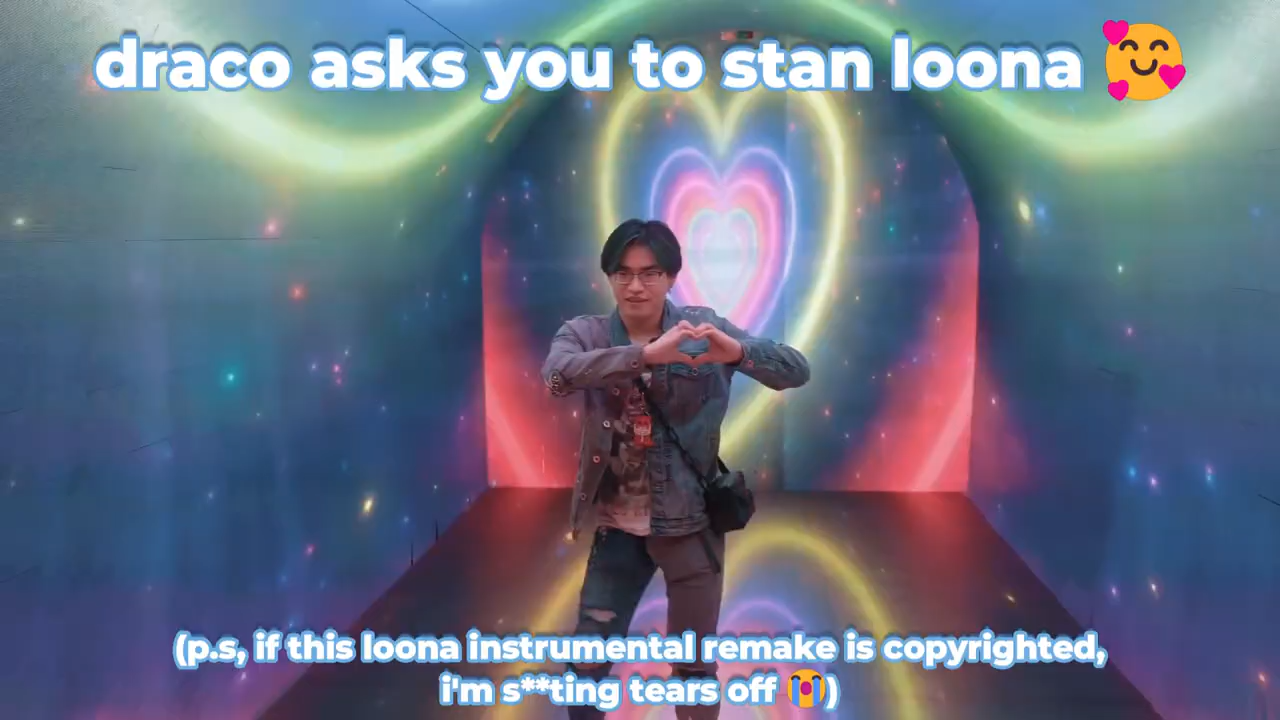 draco asks you to stan loona 🥰
(p.s, if this loona instrumental remake is copyrighted,
i'm s**ting tears off 😭)